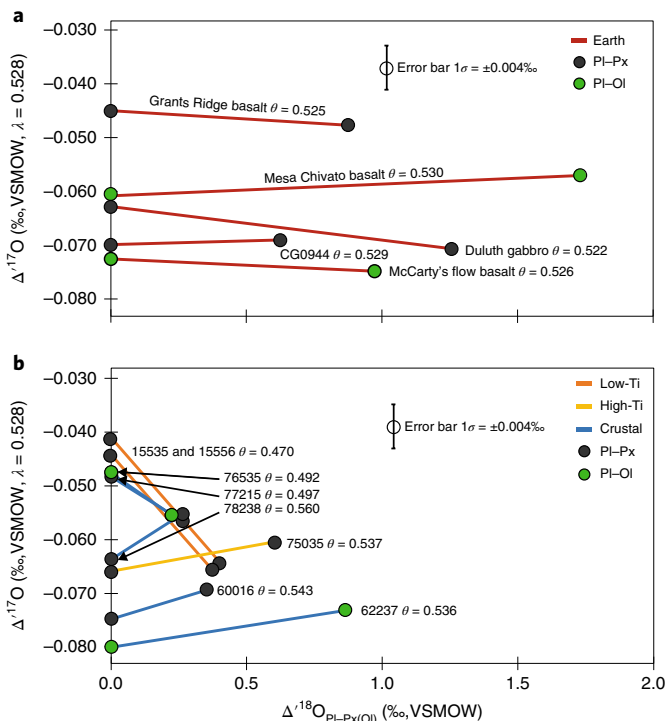 a
−0.030
−0.040
−0.050
−0.060
−0.070
−0.080
Δ′¹⁷O (‰, VSMOW, λ = 0.528)
Grants Ridge basalt θ = 0.525
Mesa Chivato basalt θ = 0.530
CG0944 θ = 0.529
Duluth gabbro θ = 0.522
McCarty's flow basalt θ = 0.526
Error bar 1σ = ±0.004‰
Earth
Pl–Px
Pl–Ol
b
−0.030
−0.040
−0.050
−0.060
−0.070
−0.080
Δ′¹⁷O (‰, VSMOW, λ = 0.528)
15535 and 15556 θ = 0.470
76535 θ = 0.492
77215 θ = 0.497
78238 θ = 0.560
75035 θ = 0.537
60016 θ = 0.543
62237 θ = 0.536
Error bar 1σ = ±0.004‰
Low-Ti
High-Ti
Crustal
Pl–Px
Pl–Ol
0.0 0.5 1.0 1.5 2.0
Δ′¹⁸O Pl–Px(Ol) (‰,VSMOW)